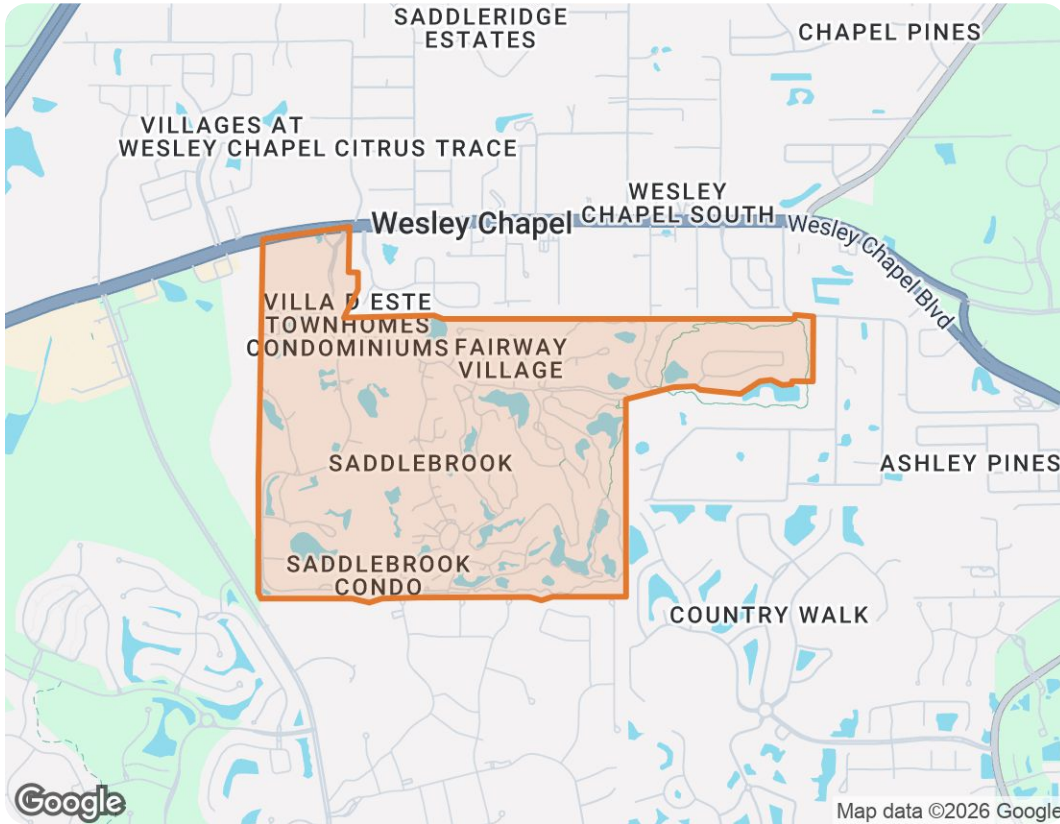 SADDLERIDGE
ESTATES
CHAPEL PINES
VILLAGES AT
WESLEY CHAPEL
CITRUS TRACE
WESLEY
CHAPEL SOUTH
Wesley Chapel
Wesley Chapel Blvd
VILLA D ESTE
TOWNHOMES
CONDOMINIUMS
FAIRWAY
VILLAGE
SADDLEBROOK
ASHLEY PINES
SADDLEBROOK
CONDO
COUNTRY WALK
Google
Map data ©2026 Google